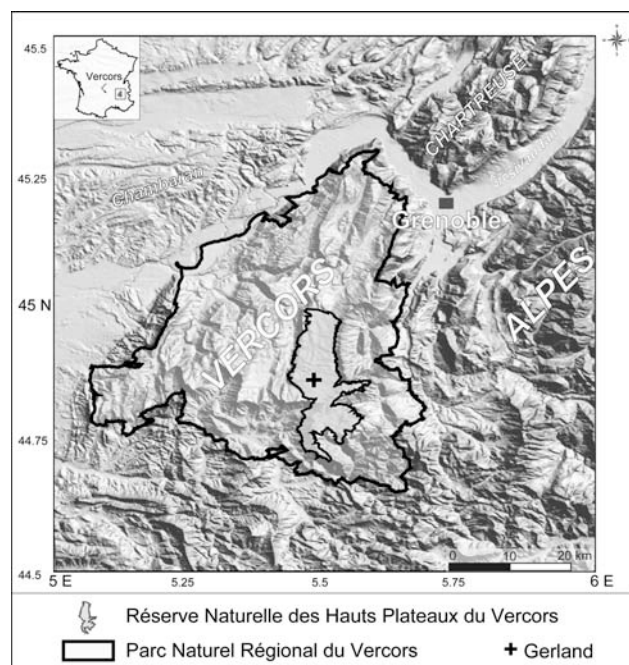 45.5
Vercors
4
CHARTREUSE
45.25
Chambaran
Grenoble
45 N
VERCORS
ALPES
44.75
0 10 20 km
44.5
5 E 5.25 5.5 5.75 6 E
Réserve Naturelle des Hauts Plateaux du Vercors
Parc Naturel Régional du Vercors
Gerland